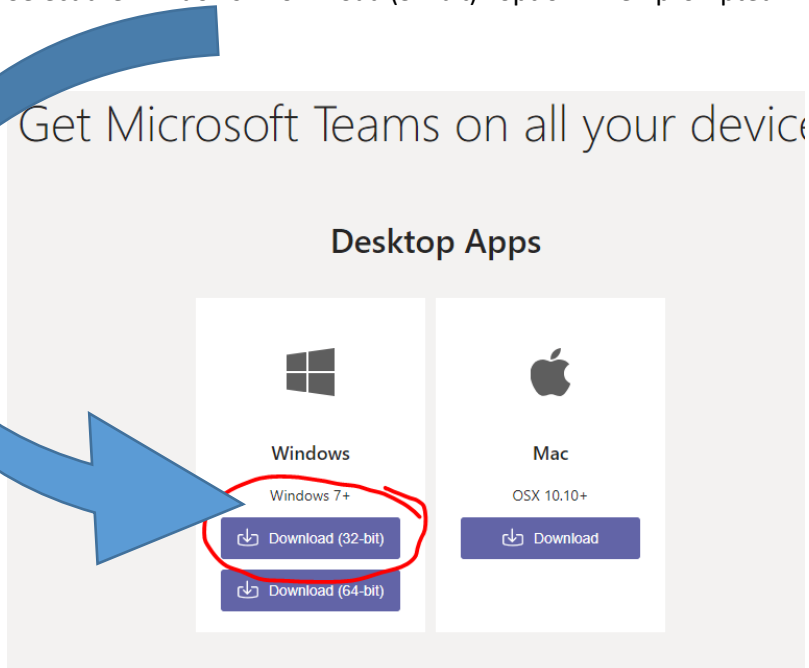 Get Microsoft Teams on all your device
Desktop Apps
Windows
Windows 7+
Download (32-bit)
Download (64-bit)
Mac
OSX 10.10+
Download